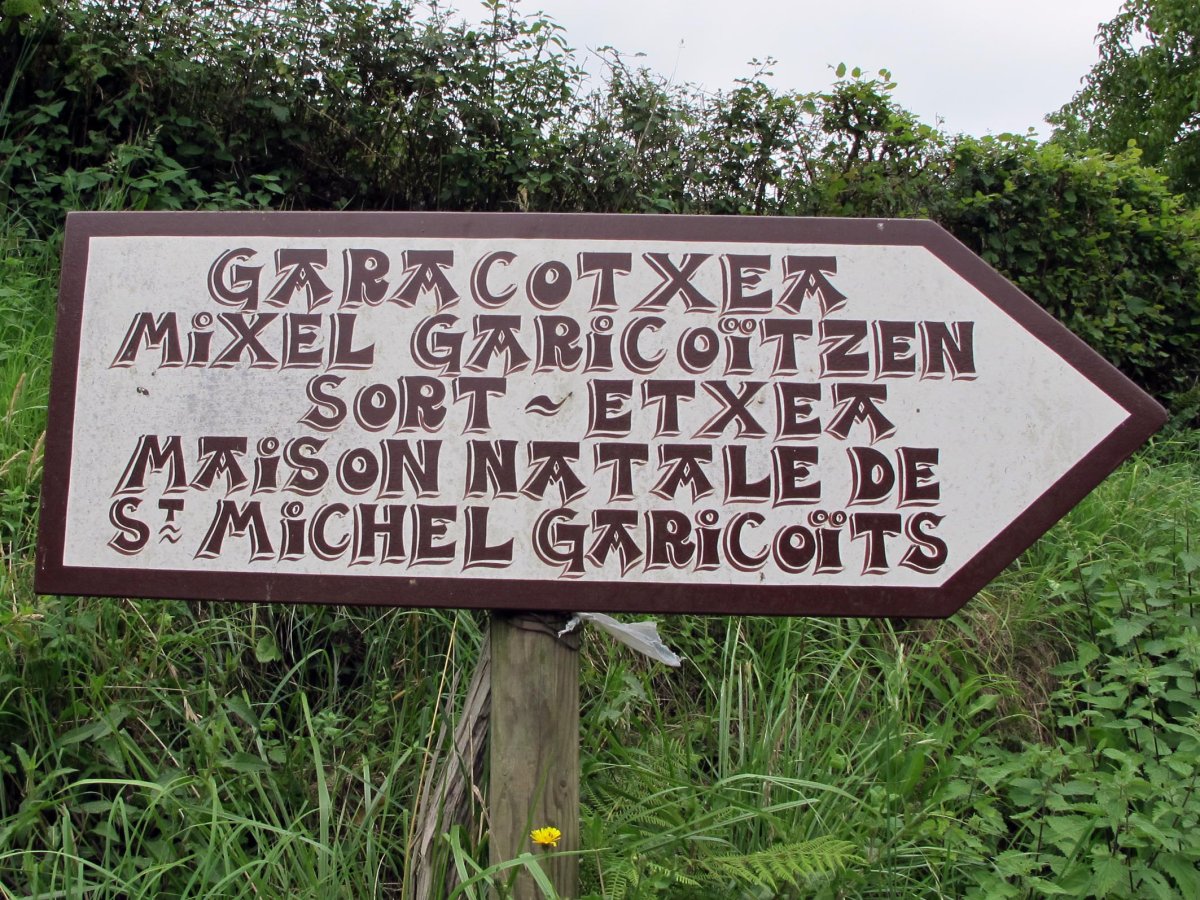 GARACOTXEA
MiXEL GARiCOÏTZEN
SORT ~ ETXEA
MAiSON NATALE DE
ST MiCHEL GARiCOÏTS